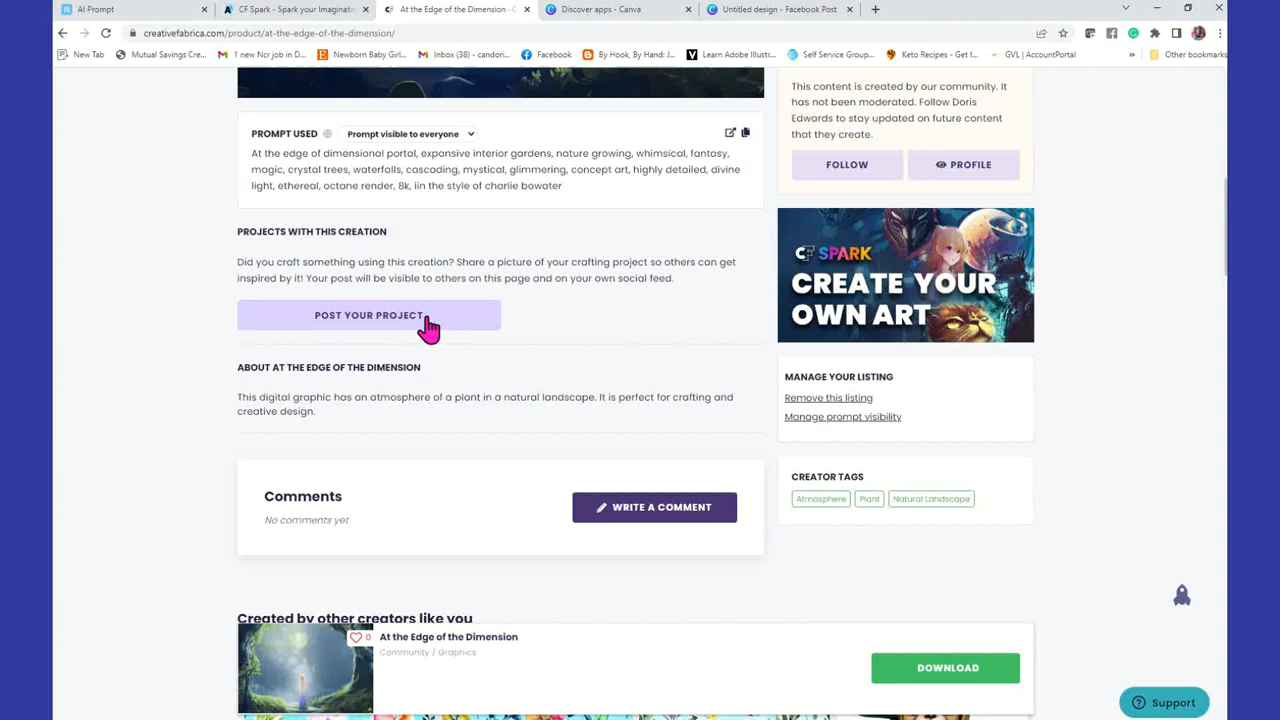 AI Prompt
CF Spark - Spark your Imaginatio
At the Edge of the Dimension - C
Discover apps - Canva
Untitled design - Facebook Post
creativefabrica.com/product/at-the-edge-of-the-dimension/
New Tab
Mutual Savings Cre...
1 new Ncr job in D...
Newborn Baby Girl...
Inbox (38) - candori...
Facebook
By Hook, By Hand: J...
Learn Adobe Illustra...
Self Service Group...
Keto Recipes - Get I...
GVL | AccountPortal
»
Other bookmarks
PROMPT USED
Prompt visible to everyone
At the edge of dimensional portal, expansive interior gardens, nature growing, whimsical, fantasy,
magic, crystal trees, waterfalls, cascading, mystical, glimmering, concept art, highly detailed, divine
light, ethereal, octane render, 8k, iin the style of charlie bowater
PROJECTS WITH THIS CREATION
Did you craft something using this creation? Share a picture of your crafting project so others can get
inspired by it! Your post will be visible to others on this page and on your own social feed.
POST YOUR PROJECT
ABOUT AT THE EDGE OF THE DIMENSION
This digital graphic has an atmosphere of a plant in a natural landscape. It is perfect for crafting and
creative design.
Comments
No comments yet
WRITE A COMMENT
Created by other creators like you
0
At the Edge of the Dimension
Community / Graphics
DOWNLOAD
This content is created by our community. It
has not been moderated. Follow Doris
Edwards to stay updated on future content
that they create.
FOLLOW
PROFILE
CF SPARK
CREATE YOUR
OWN ART
MANAGE YOUR LISTING
Remove this listing
Manage prompt visibility
CREATOR TAGS
Atmosphere
Plant
Natural Landscape
Support